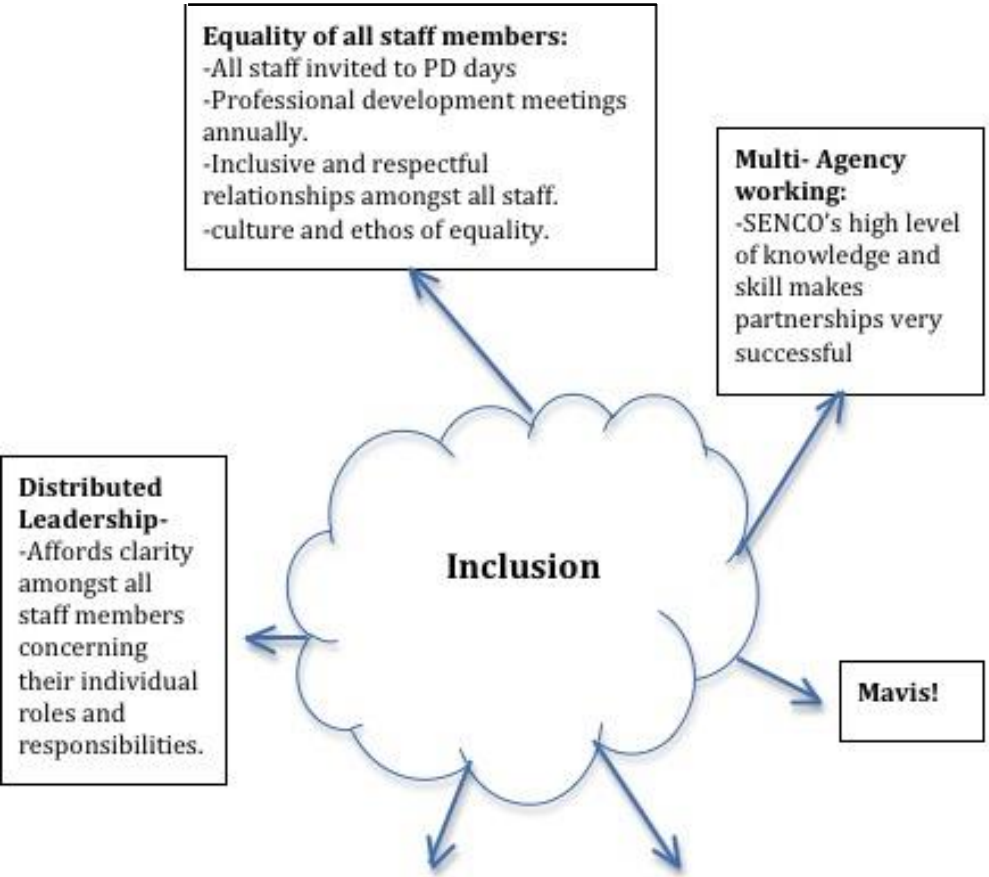 Equality of all staff members:
-All staff invited to PD days
-Professional development meetings
annually.
-Inclusive and respectful
relationships amongst all staff.
-culture and ethos of equality.
Multi- Agency
working:
-SENCO's high level
of knowledge and
skill makes
partnerships very
successful
Distributed
Leadership-
-Affords clarity
amongst all
staff members
concerning
their individual
roles and
responsibilities.
Inclusion
Mavis!